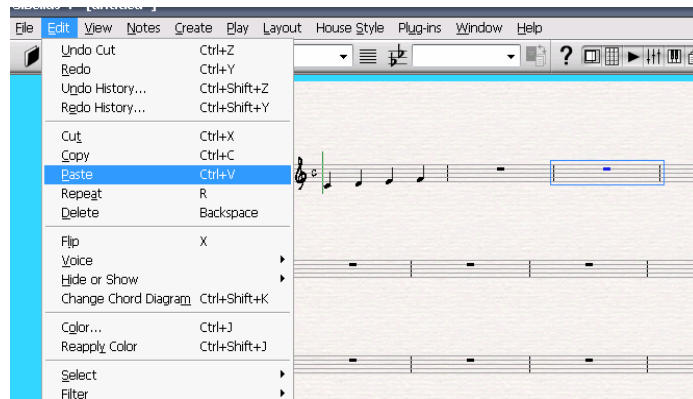 File Edit View Notes Create Play Layout House Style Plug-ins Window Help
Undo Cut Ctrl+Z
Redo Ctrl+Y
Undo History... Ctrl+Shift+Z
Redo History... Ctrl+Shift+Y
Cut Ctrl+X
Copy Ctrl+C
Paste Ctrl+V
Repeat R
Delete Backspace
Flip X
Voice
Hide or Show
Change Chord Diagram Ctrl+Shift+K
Color... Ctrl+J
Reapply Color Ctrl+Shift+J
Select
Filter